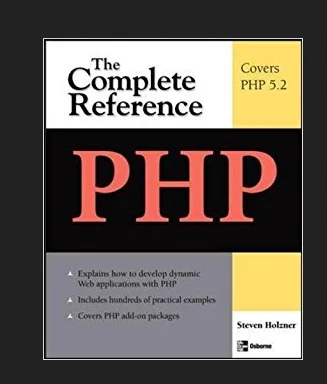 The
Complete
Reference
Covers
PHP 5.2
PHP
Explains how to develop dynamic
Web applications with PHP
Includes hundreds of practical examples
Covers PHP add-on packages
Steven Holzner
Osborne